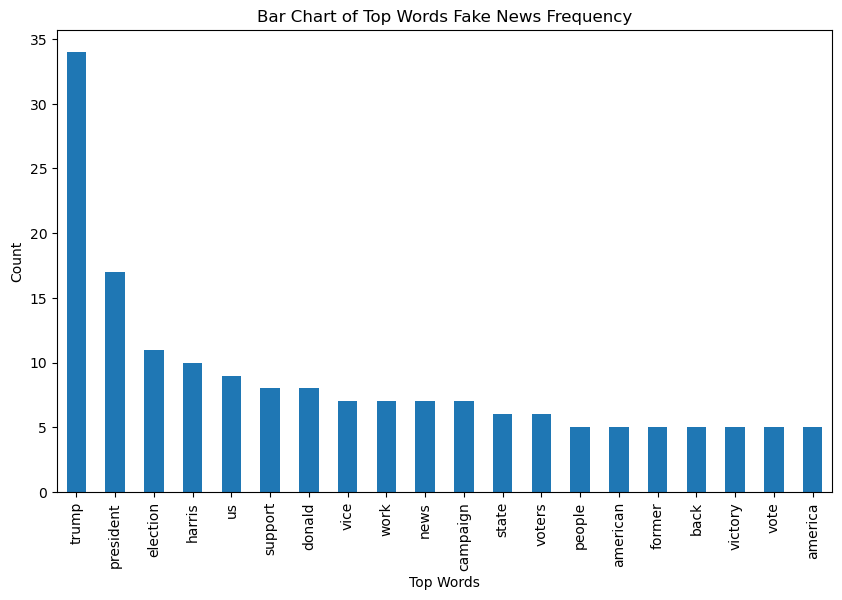 Bar Chart of Top Words Fake News Frequency
35
30
25
20
15
10
5
0
Count
trump
president
election
harris
us
support
donald
vice
work
news
campaign
state
voters
people
american
former
back
victory
vote
america
Top Words